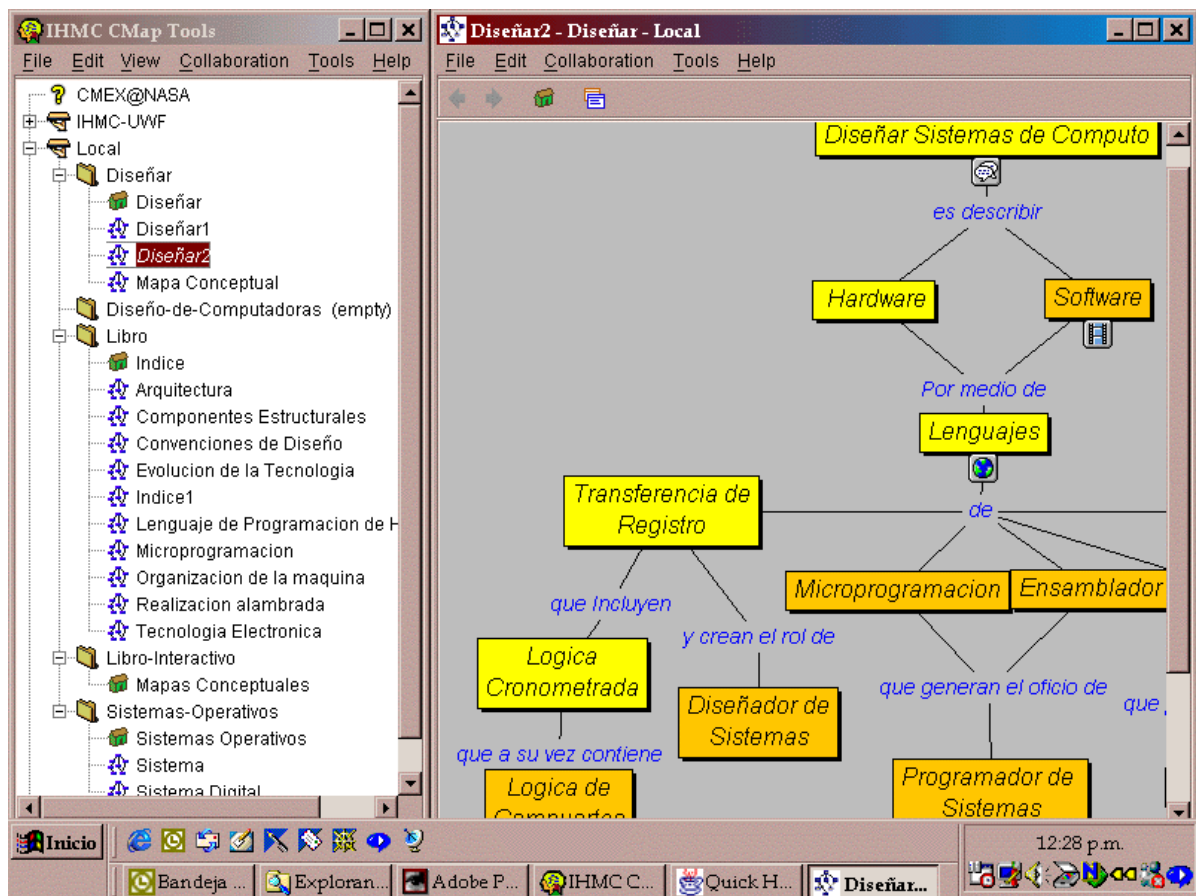 IHMC CMap Tools
File Edit View Collaboration Tools Help
CMEX@NASA
IHMC-UWF
Local
Diseñar
Diseñar
Diseñar1
Diseñar2
Mapa Conceptual
Diseño-de-Computadoras (empty)
Libro
Indice
Arquitectura
Componentes Estructurales
Convenciones de Diseño
Evolucion de la Tecnologia
Indice1
Lenguaje de Programacion de H
Microprogramacion
Organizacion de la maquina
Realizacion alambrada
Tecnologia Electronica
Libro-Interactivo
Mapas Conceptuales
Sistemas-Operativos
Sistemas Operativos
Sistema
Sistema Digital
Diseñar2 - Diseñar - Local
File Edit Collaboration Tools Help
Diseñar Sistemas de Computo
es describir
Hardware
Software
Por medio de
Lenguajes
de
Transferencia de
Registro
Microprogramacion
Ensamblador
que Incluyen
y crean el rol de
Logica
Cronometrada
Diseñador de
Sistemas
que generan el oficio de
que
que a su vez contiene
Logica de
Compuertas
Programador de
Sistemas
Inicio
12:28 p.m.
Bandeja ...
Exploran...
Adobe P...
IHMC C...
Quick H...
Diseñar...